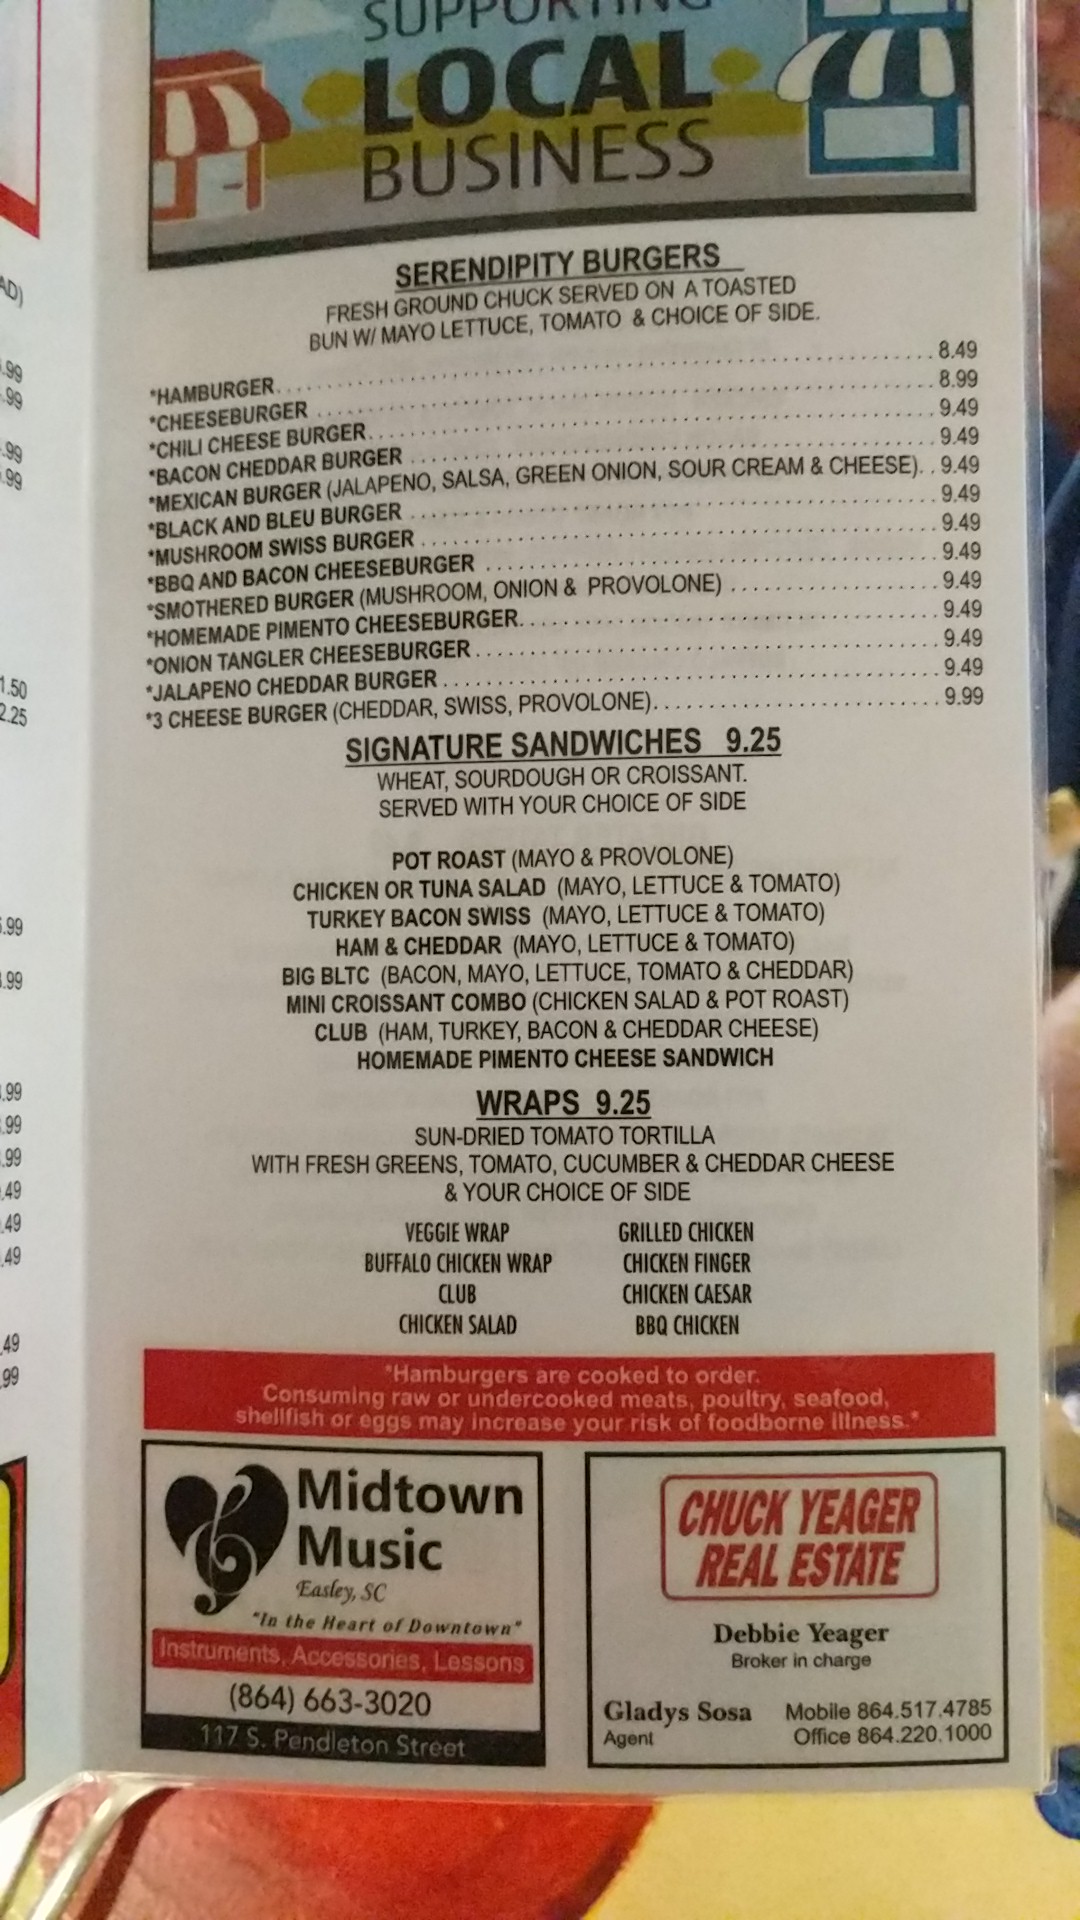 SUPPORTING
LOCAL
BUSINESS
SERENDIPITY BURGERS
FRESH GROUND CHUCK SERVED ON A TOASTED
BUN W/ MAYO LETTUCE, TOMATO & CHOICE OF SIDE.
*HAMBURGER. . . . . . . . . . 8.49
*CHEESEBURGER . . . . . . . . . . 8.99
*CHILI CHEESE BURGER. . . . . . . . . . 9.49
*BACON CHEDDAR BURGER . . . . . . . . . . 9.49
*MEXICAN BURGER (JALAPENO, SALSA, GREEN ONION, SOUR CREAM & CHEESE). . 9.49
*BLACK AND BLEU BURGER . . . . . . . . . . 9.49
*MUSHROOM SWISS BURGER . . . . . . . . . . 9.49
*BBQ AND BACON CHEESEBURGER . . . . . . . . . . 9.49
*SMOTHERED BURGER (MUSHROOM, ONION & PROVOLONE) . . . . . . . . . . 9.49
*HOMEMADE PIMENTO CHEESEBURGER. . . . . . . . . . 9.49
*ONION TANGLER CHEESEBURGER . . . . . . . . . . 9.49
*JALAPENO CHEDDAR BURGER . . . . . . . . . . 9.49
*3 CHEESE BURGER (CHEDDAR, SWISS, PROVOLONE). . . . . . . . . . 9.99
SIGNATURE SANDWICHES 9.25
WHEAT, SOURDOUGH OR CROISSANT.
SERVED WITH YOUR CHOICE OF SIDE
POT ROAST (MAYO & PROVOLONE)
CHICKEN OR TUNA SALAD (MAYO, LETTUCE & TOMATO)
TURKEY BACON SWISS (MAYO, LETTUCE & TOMATO)
HAM & CHEDDAR (MAYO, LETTUCE & TOMATO)
BIG BLTC (BACON, MAYO, LETTUCE, TOMATO & CHEDDAR)
MINI CROISSANT COMBO (CHICKEN SALAD & POT ROAST)
CLUB (HAM, TURKEY, BACON & CHEDDAR CHEESE)
HOMEMADE PIMENTO CHEESE SANDWICH
WRAPS 9.25
SUN-DRIED TOMATO TORTILLA
WITH FRESH GREENS, TOMATO, CUCUMBER & CHEDDAR CHEESE
& YOUR CHOICE OF SIDE
VEGGIE WRAP GRILLED CHICKEN
BUFFALO CHICKEN WRAP CHICKEN FINGER
CLUB CHICKEN CAESAR
CHICKEN SALAD BBQ CHICKEN
*Hamburgers are cooked to order.
Consuming raw or undercooked meats, poultry, seafood,
shellfish or eggs may increase your risk of foodborne illness.*
Midtown
Music
Easley, SC
"In the Heart of Downtown"
Instruments, Accessories, Lessons
(864) 663-3020
117 S. Pendleton Street
CHUCK YEAGER
REAL ESTATE
Debbie Yeager
Broker in charge
Gladys Sosa Mobile 864.517.4785
Agent Office 864.220.1000